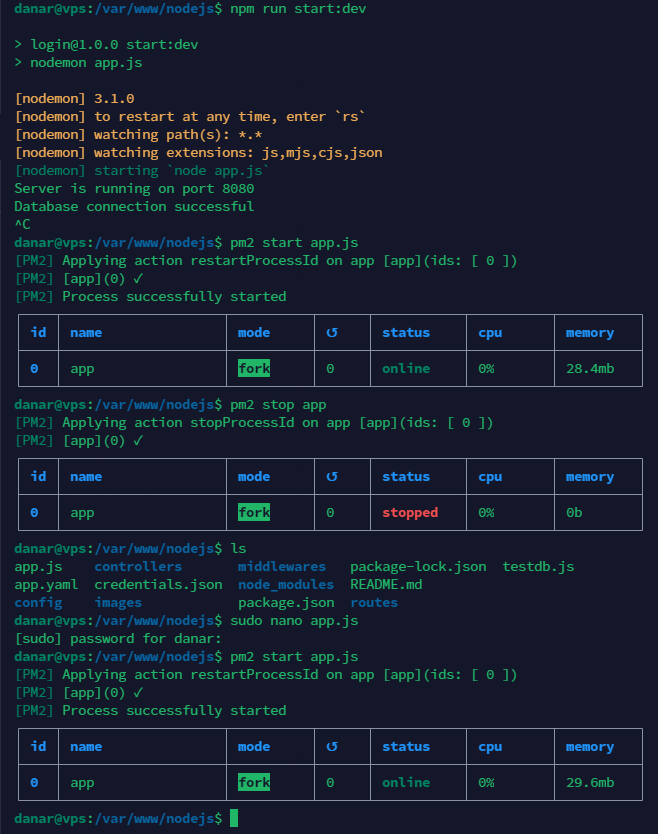 danar@vps:/var/www/nodejs$ npm run start:dev
> login@1.0.0 start:dev
> nodemon app.js
[nodemon] 3.1.0
[nodemon] to restart at any time, enter `rs`
[nodemon] watching path(s): *.*
[nodemon] watching extensions: js,mjs,cjs,json
[nodemon] starting `node app.js`
Server is running on port 8080
Database connection successful
^C
danar@vps:/var/www/nodejs$ pm2 start app.js
[PM2] Applying action restartProcessId on app [app](ids: [ 0 ])
[PM2] [app](0) ✓
[PM2] Process successfully started
id name mode ↺ status cpu memory
0 app fork 0 online 0% 28.4mb
danar@vps:/var/www/nodejs$ pm2 stop app
[PM2] Applying action stopProcessId on app [app](ids: [ 0 ])
[PM2] [app](0) ✓
id name mode ↺ status cpu memory
0 app fork 0 stopped 0% 0b
danar@vps:/var/www/nodejs$ ls
app.js controllers middlewares package-lock.json testdb.js
app.yaml credentials.json node_modules README.md
config images package.json routes
danar@vps:/var/www/nodejs$ sudo nano app.js
[sudo] password for danar:
danar@vps:/var/www/nodejs$ pm2 start app.js
[PM2] Applying action restartProcessId on app [app](ids: [ 0 ])
[PM2] [app](0) ✓
[PM2] Process successfully started
id name mode ↺ status cpu memory
0 app fork 0 online 0% 29.6mb
danar@vps:/var/www/nodejs$